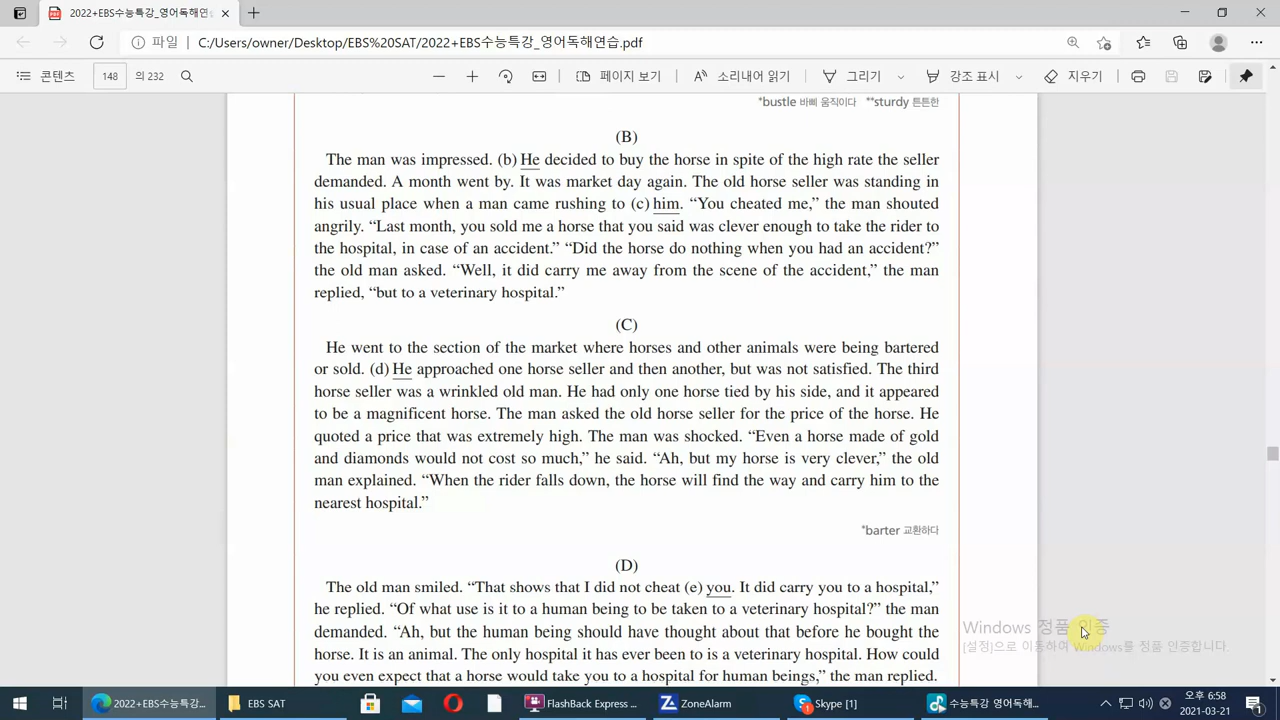 2022+EBS수능특강_영어독해연습
파일 C:/Users/owner/Desktop/EBS%20SAT/2022+EBS수능특강_영어독해연습.pdf
콘텐츠 148 의 232 페이지 보기 소리내어 읽기 그리기 강조 표시 지우기
*bustle 바삐 움직이다 **sturdy 튼튼한
(B)
The man was impressed. (b) He decided to buy the horse in spite of the high rate the seller
demanded. A month went by. It was market day again. The old horse seller was standing in
his usual place when a man came rushing to (c) him. “You cheated me,” the man shouted
angrily. “Last month, you sold me a horse that you said was clever enough to take the rider to
the hospital, in case of an accident.” “Did the horse do nothing when you had an accident?”
the old man asked. “Well, it did carry me away from the scene of the accident,” the man
replied, “but to a veterinary hospital.”
(C)
He went to the section of the market where horses and other animals were being bartered
or sold. (d) He approached one horse seller and then another, but was not satisfied. The third
horse seller was a wrinkled old man. He had only one horse tied by his side, and it appeared
to be a magnificent horse. The man asked the old horse seller for the price of the horse. He
quoted a price that was extremely high. The man was shocked. “Even a horse made of gold
and diamonds would not cost so much,” he said. “Ah, but my horse is very clever,” the old
man explained. “When the rider falls down, the horse will find the way and carry him to the
nearest hospital.”
*barter 교환하다
(D)
The old man smiled. “That shows that I did not cheat (e) you. It did carry you to a hospital,”
he replied. “Of what use is it to a human being to be taken to a veterinary hospital?” the man
demanded. “Ah, but the human being should have thought about that before he bought the
horse. It is an animal. The only hospital it has ever been to is a veterinary hospital. How could
you even expect that a horse would take you to a hospital for human beings,” the man replied.
Windows 정품 인증
[설정]으로 이동하여 Windows를 정품 인증합니다.
2022+EBS수능특강... EBS SAT FlashBack Express ... ZoneAlarm Skype [1] 수능특강 영어독해... 오후 6:58
2021-03-21